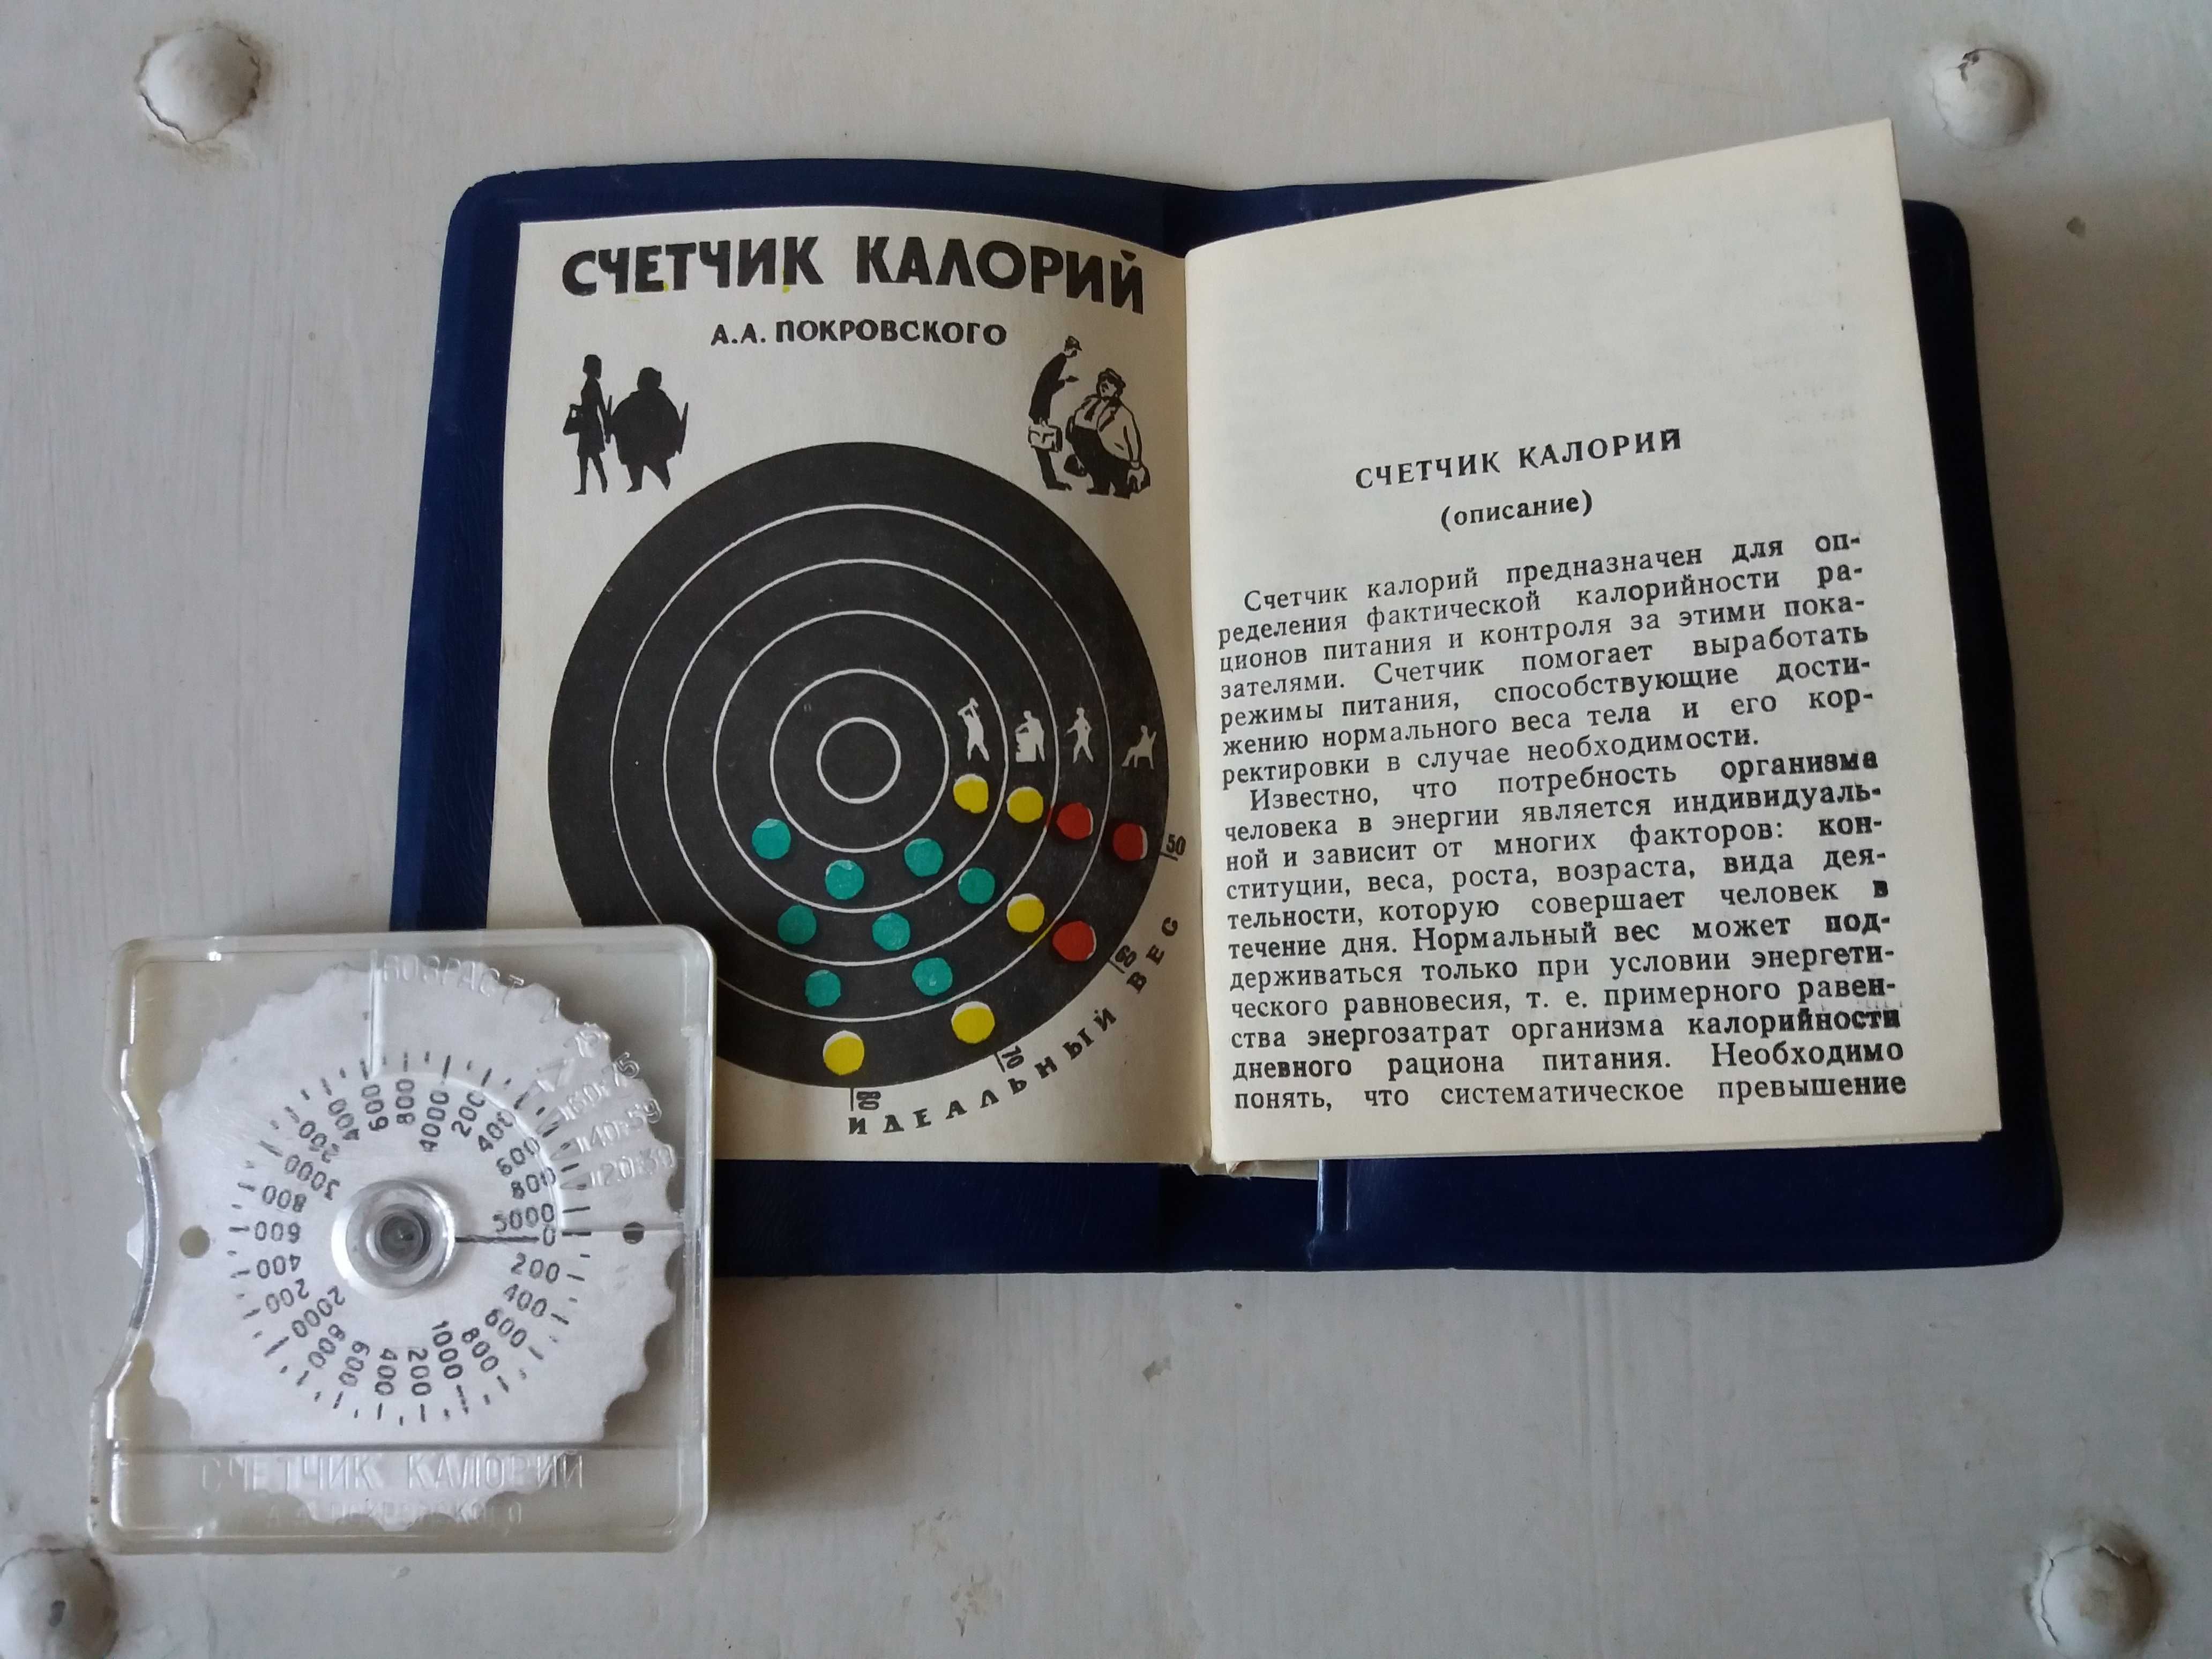 СЧЕТЧИК КАЛОРИЙ
А.А. ПОКРОВСКОГО
50
60
70
80
ИДЕАЛЬНЫЙ ВЕС
СЧЕТЧИК КАЛОРИЙ
(описание)
Счетчик калорий предназначен для оп-
ределения фактической калорийности ра-
ционов питания и контроля за этими пока-
зателями. Счетчик помогает выработать
режимы питания, способствующие дости-
жению нормального веса тела и его кор-
ректировки в случае необходимости.
Известно, что потребность организма
человека в энергии является индивидуаль-
ной и зависит от многих факторов: кон-
ституции, веса, роста, возраста, вида дея-
тельности, которую совершает человек в
течение дня. Нормальный вес может под-
держиваться только при условии энергети-
ческого равновесия, т. е. примерного равен-
ства энергозатрат организма калорийности
дневного рациона питания. Необходимо
понять, что систематическое превышение
ВОЗРАСТ
75
60-75
40-59
20-39
0
200
400
600
800
1000
200
400
600
800
2000
200
400
600
800
3000
200
400
600
800
4000
200
400
600
800
5000
СЧЕТЧИК КАЛОРИЙ
А.А. ПОКРОВСКОГО